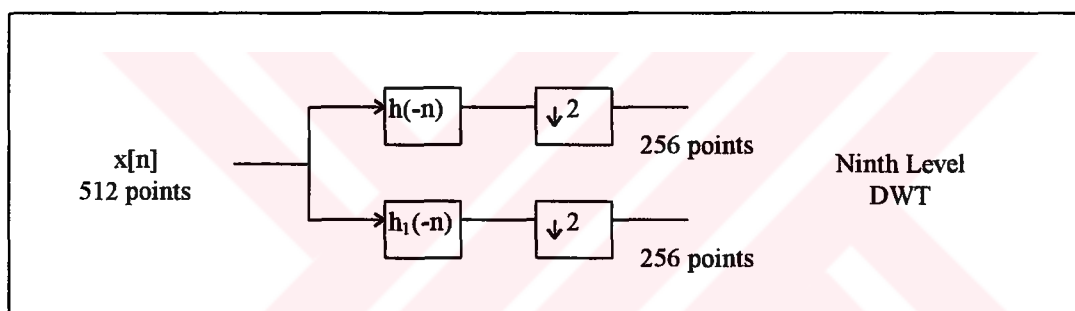 h(-n)
↓2
256 points
x[n]
512 points
Ninth Level
DWT
h₁(-n)
↓2
256 points